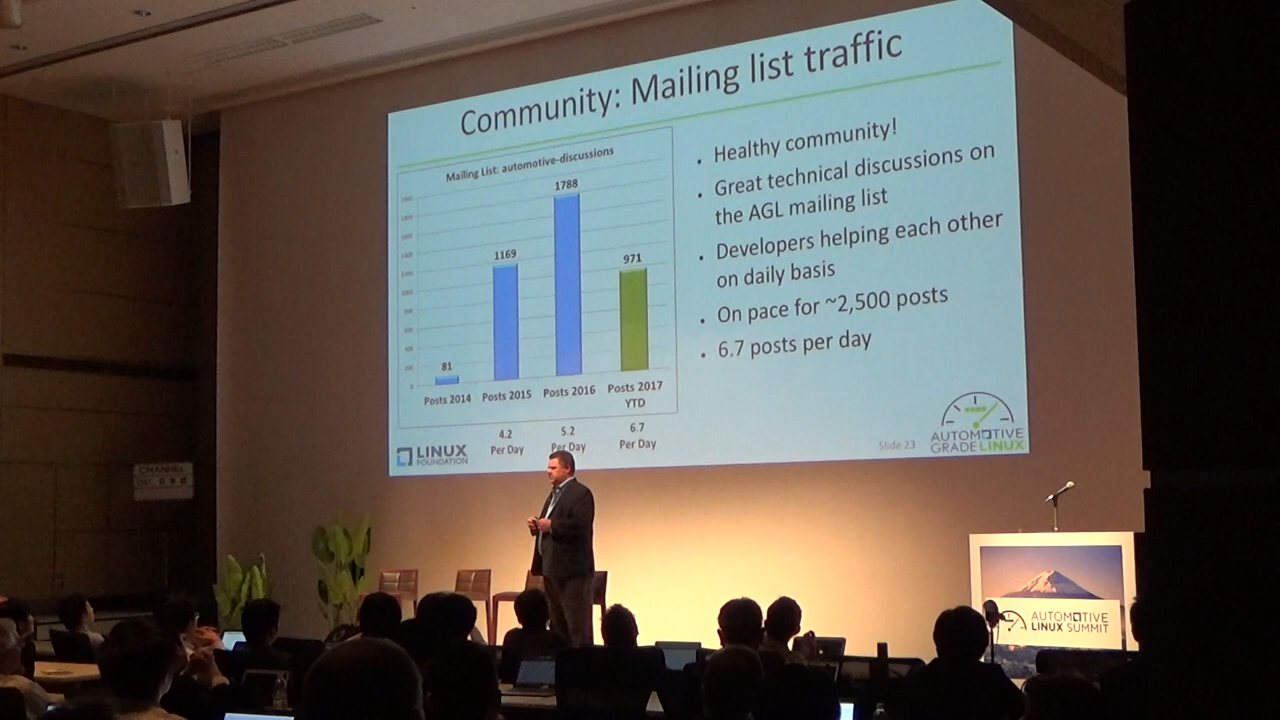 Community: Mailing list traffic
Mailing List: automotive-discussions
1788
1169
971
81
Posts 2014
Posts 2015
Posts 2016
Posts 2017
YTD
4.2
Per Day
5.2
Per Day
6.7
Per Day
• Healthy community!
• Great technical discussions on
the AGL mailing list
• Developers helping each other
on daily basis
• On pace for ~2,500 posts
• 6.7 posts per day
LINUX
FOUNDATION
Slide 23
AUTOMOTIVE
GRADE LINUX
CHANNEL
AUTOMOTIVE
LINUX SUMMIT